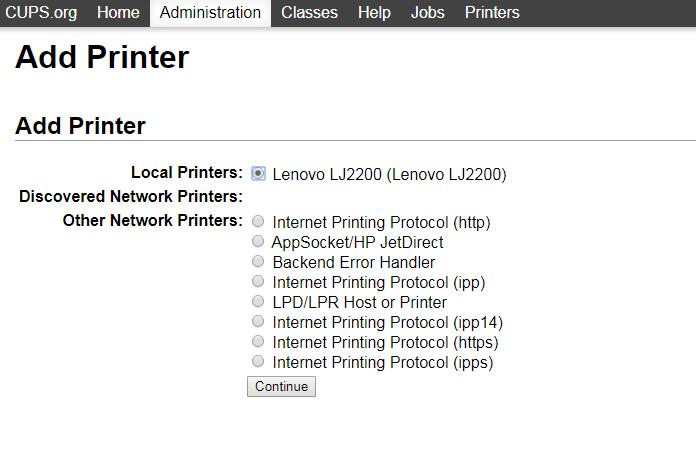 CUPS.org Home Administration Classes Help Jobs Printers
Add Printer
Add Printer
Local Printers: Lenovo LJ2200 (Lenovo LJ2200)
Discovered Network Printers:
Other Network Printers: Internet Printing Protocol (http)
AppSocket/HP JetDirect
Backend Error Handler
Internet Printing Protocol (ipp)
LPD/LPR Host or Printer
Internet Printing Protocol (ipp14)
Internet Printing Protocol (https)
Internet Printing Protocol (ipps)
Continue